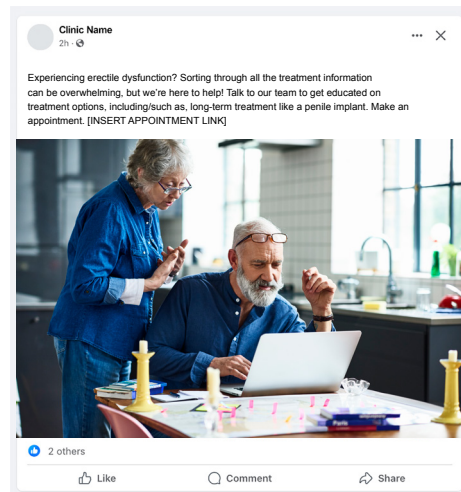 Clinic Name
2h ·
Experiencing erectile dysfunction? Sorting through all the treatment information
can be overwhelming, but we're here to help! Talk to our team to get educated on
treatment options, including/such as, long-term treatment like a penile implant. Make an
appointment. [INSERT APPOINTMENT LINK]
Paris
2 others
Like
Comment
Share